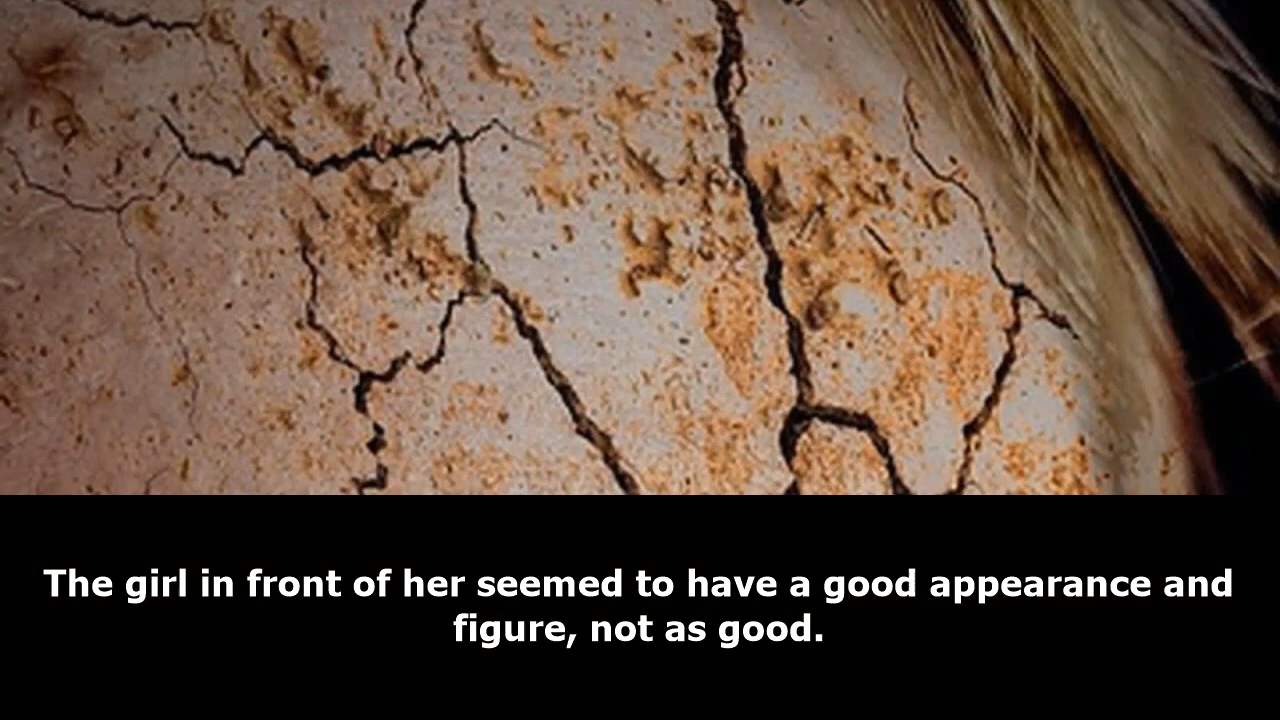 The girl in front of her seemed to have a good appearance and
figure, not as good.